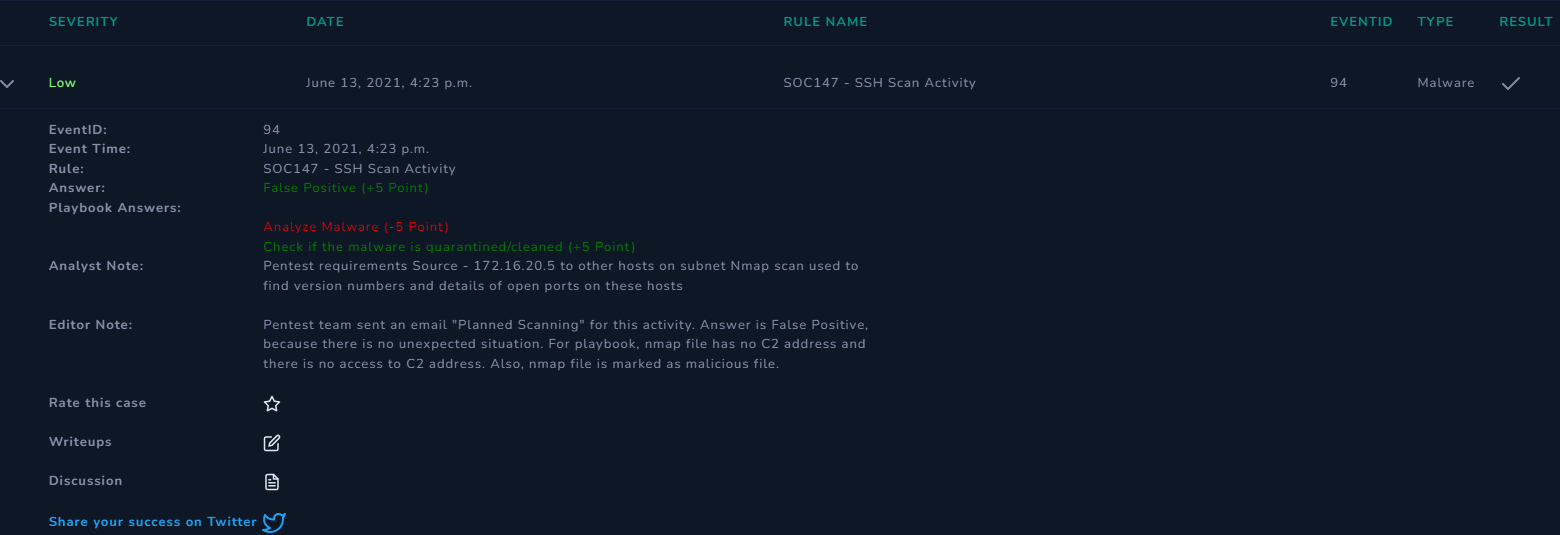 SEVERITY DATE RULE NAME EVENTID TYPE RESULT
Low June 13, 2021, 4:23 p.m. SOC147 - SSH Scan Activity 94 Malware
EventID: 94
Event Time: June 13, 2021, 4:23 p.m.
Rule: SOC147 - SSH Scan Activity
Answer: False Positive (+5 Point)
Playbook Answers:
Analyze Malware (-5 Point)
Check if the malware is quarantined/cleaned (+5 Point)
Analyst Note: Pentest requirements Source - 172.16.20.5 to other hosts on subnet Nmap scan used to
find version numbers and details of open ports on these hosts
Editor Note: Pentest team sent an email "Planned Scanning" for this activity. Answer is False Positive,
because there is no unexpected situation. For playbook, nmap file has no C2 address and
there is no access to C2 address. Also, nmap file is marked as malicious file.
Rate this case
Writeups
Discussion
Share your success on Twitter